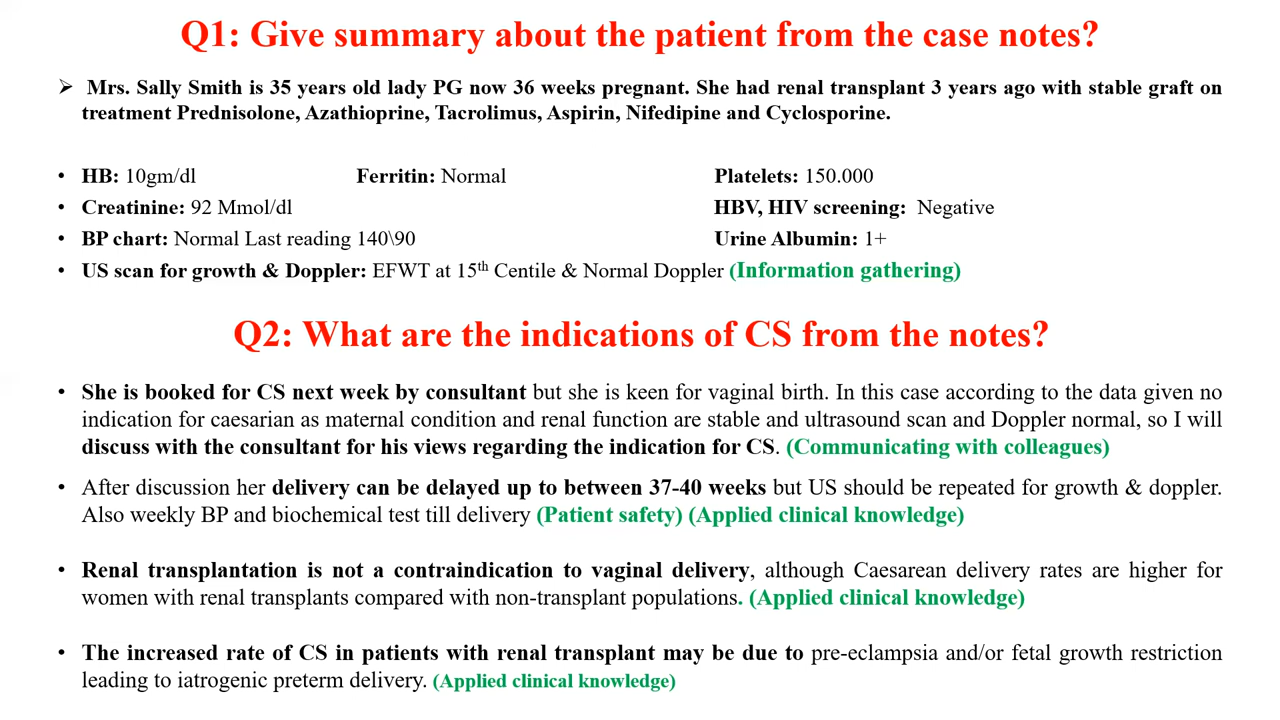 Q1: Give summary about the patient from the case notes?
➢ Mrs. Sally Smith is 35 years old lady PG now 36 weeks pregnant. She had renal transplant 3 years ago with stable graft on
treatment Prednisolone, Azathioprine, Tacrolimus, Aspirin, Nifedipine and Cyclosporine.
• HB: 10gm/dl Ferritin: Normal Platelets: 150.000
• Creatinine: 92 Mmol/dl HBV, HIV screening: Negative
• BP chart: Normal Last reading 140\90 Urine Albumin: 1+
• US scan for growth & Doppler: EFWT at 15th Centile & Normal Doppler (Information gathering)
Q2: What are the indications of CS from the notes?
• She is booked for CS next week by consultant but she is keen for vaginal birth. In this case according to the data given no
indication for caesarian as maternal condition and renal function are stable and ultrasound scan and Doppler normal, so I will
discuss with the consultant for his views regarding the indication for CS. (Communicating with colleagues)
• After discussion her delivery can be delayed up to between 37-40 weeks but US should be repeated for growth & doppler.
Also weekly BP and biochemical test till delivery (Patient safety) (Applied clinical knowledge)
• Renal transplantation is not a contraindication to vaginal delivery, although Caesarean delivery rates are higher for
women with renal transplants compared with non-transplant populations. (Applied clinical knowledge)
• The increased rate of CS in patients with renal transplant may be due to pre-eclampsia and/or fetal growth restriction
leading to iatrogenic preterm delivery. (Applied clinical knowledge)